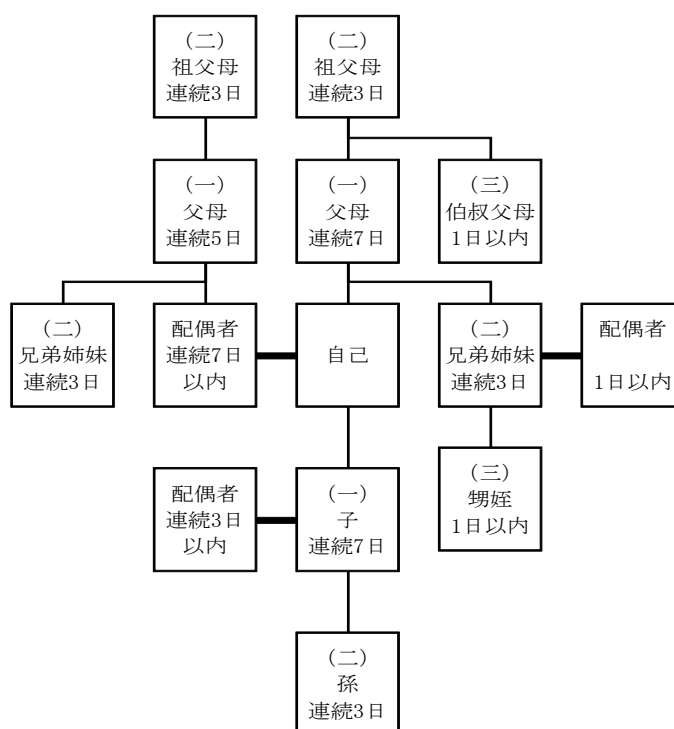 (二)
祖父母
連続3日
(二)
祖父母
連続3日
(一)
父母
連続5日
(一)
父母
連続7日
(三)
伯叔父母
1日以内
(二)
兄弟姉妹
連続3日
配偶者
連続7日
以内
自己
(二)
兄弟姉妹
連続3日
配偶者
1日以内
配偶者
連続3日
以内
(一)
子
連続7日
(三)
甥姪
1日以内
(二)
孫
連続3日